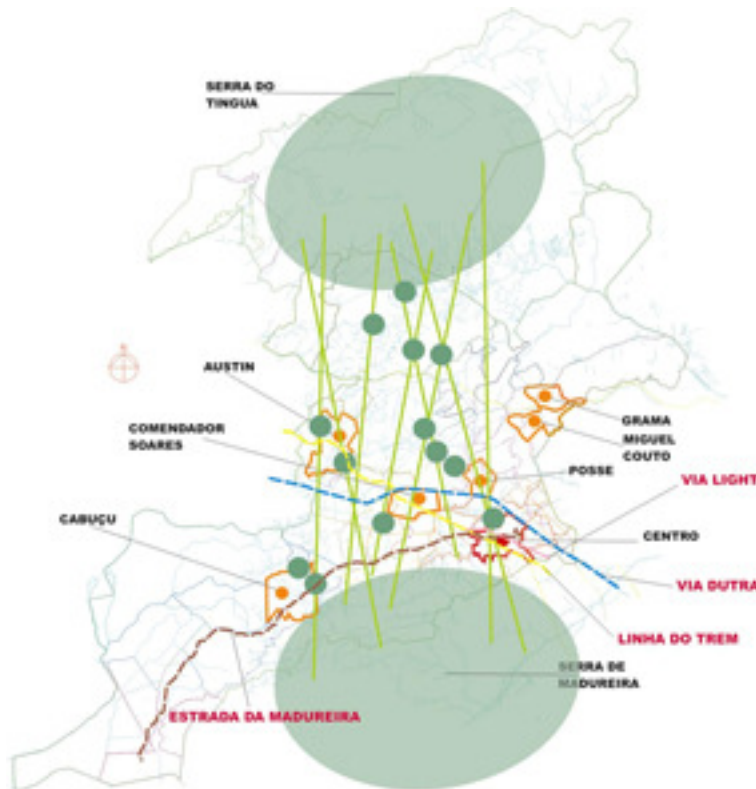 SERRA DO
TINGUA
AUSTIN
COMENDADOR
SOARES
GRAMA
MIGUEL
COUTO
POSSE
VIA LIGHT
CABUÇU
CENTRO
VIA DUTRA
LINHA DO TREM
SERRA DE
MADUREIRA
ESTRADA DA MADUREIRA